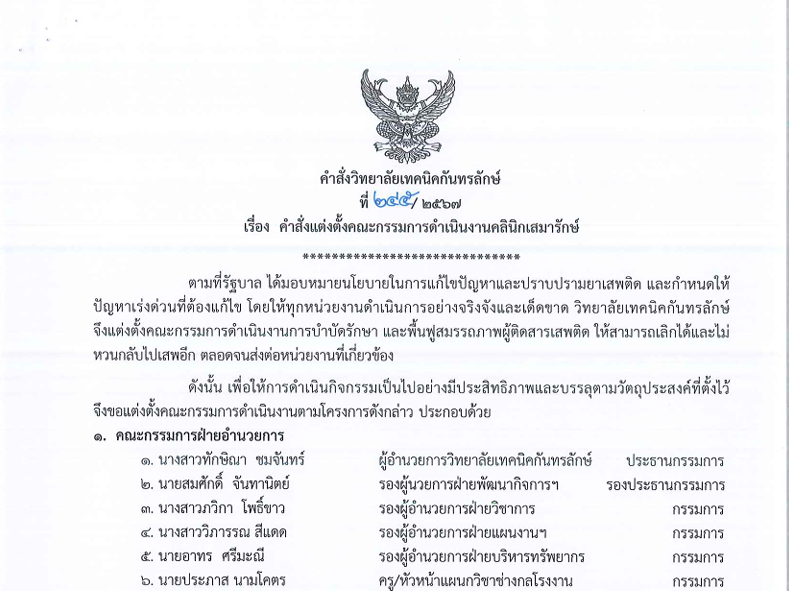 คำสั่งวิทยาลัยเทคนิคกันทรลักษ์
ที่ ๒๔๕/ ๒๕๖๗
เรื่อง คำสั่งแต่งตั้งคณะกรรมการดำเนินงานคลินิกเสมารักษ์
******************************
ตามที่รัฐบาล ได้มอบหมายนโยบายในการแก้ไขปัญหาและปราบปรามยาเสพติด และกำหนดให้
ปัญหาเร่งด่วนที่ต้องแก้ไข โดยให้ทุกหน่วยงานดำเนินการอย่างจริงจังและเด็ดขาด วิทยาลัยเทคนิคกันทรลักษ์
จึงแต่งตั้งคณะกรรมการดำเนินงานการบำบัดรักษา และฟื้นฟูสมรรถภาพผู้ติดสารเสพติด ให้สามารถเลิกได้และไม่
หวนกลับไปเสพอีก ตลอดจนส่งต่อหน่วยงานที่เกี่ยวข้อง
ดังนั้น เพื่อให้การดำเนินกิจกรรมเป็นไปอย่างมีประสิทธิภาพและบรรลุตามวัตถุประสงค์ที่ตั้งไว้
จึงขอแต่งตั้งคณะกรรมการดำเนินงานตามโครงการดังกล่าว ประกอบด้วย
๑. คณะกรรมการฝ่ายอำนวยการ
๑. นางสาวทักษิณา ชมจันทร์ ผู้อำนวยการวิทยาลัยเทคนิคกันทรลักษ์ ประธานกรรมการ
๒. นายสมศักดิ์ จันทานิตย์ รองผู้นวยการฝ่ายพัฒนากิจการฯ รองประธานกรรมการ
๓. นางสาวภวิกา โพธิ์ขาว รองผู้อำนวยการฝ่ายวิชาการ กรรมการ
๔. นางสาววิภารรณ สีแดด รองผู้อำนวยการฝ่ายแผนงานฯ กรรมการ
๕. นายอาทร ศรีมะณี รองผู้อำนวยการฝ่ายบริหารทรัพยากร กรรมการ
๖. นายประภาส นามโคตร ครู/หัวหน้าแผนกวิชาช่างกลโรงงาน กรรมการ